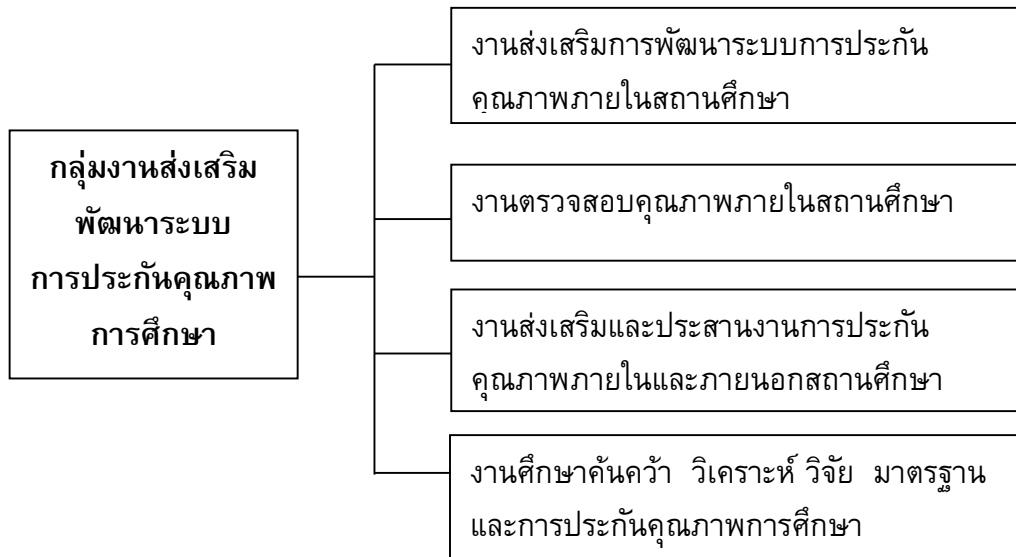 กลุ่มงานส่งเสริม
พัฒนาระบบ
การประกันคุณภาพ
การศึกษา
งานส่งเสริมการพัฒนาระบบการประกัน
คุณภาพภายในสถานศึกษา
งานตรวจสอบคุณภาพภายในสถานศึกษา
งานส่งเสริมและประสานงานการประกัน
คุณภาพภายในและภายนอกสถานศึกษา
งานศึกษาค้นคว้า วิเคราะห์ วิจัย มาตรฐาน
และการประกันคุณภาพการศึกษา